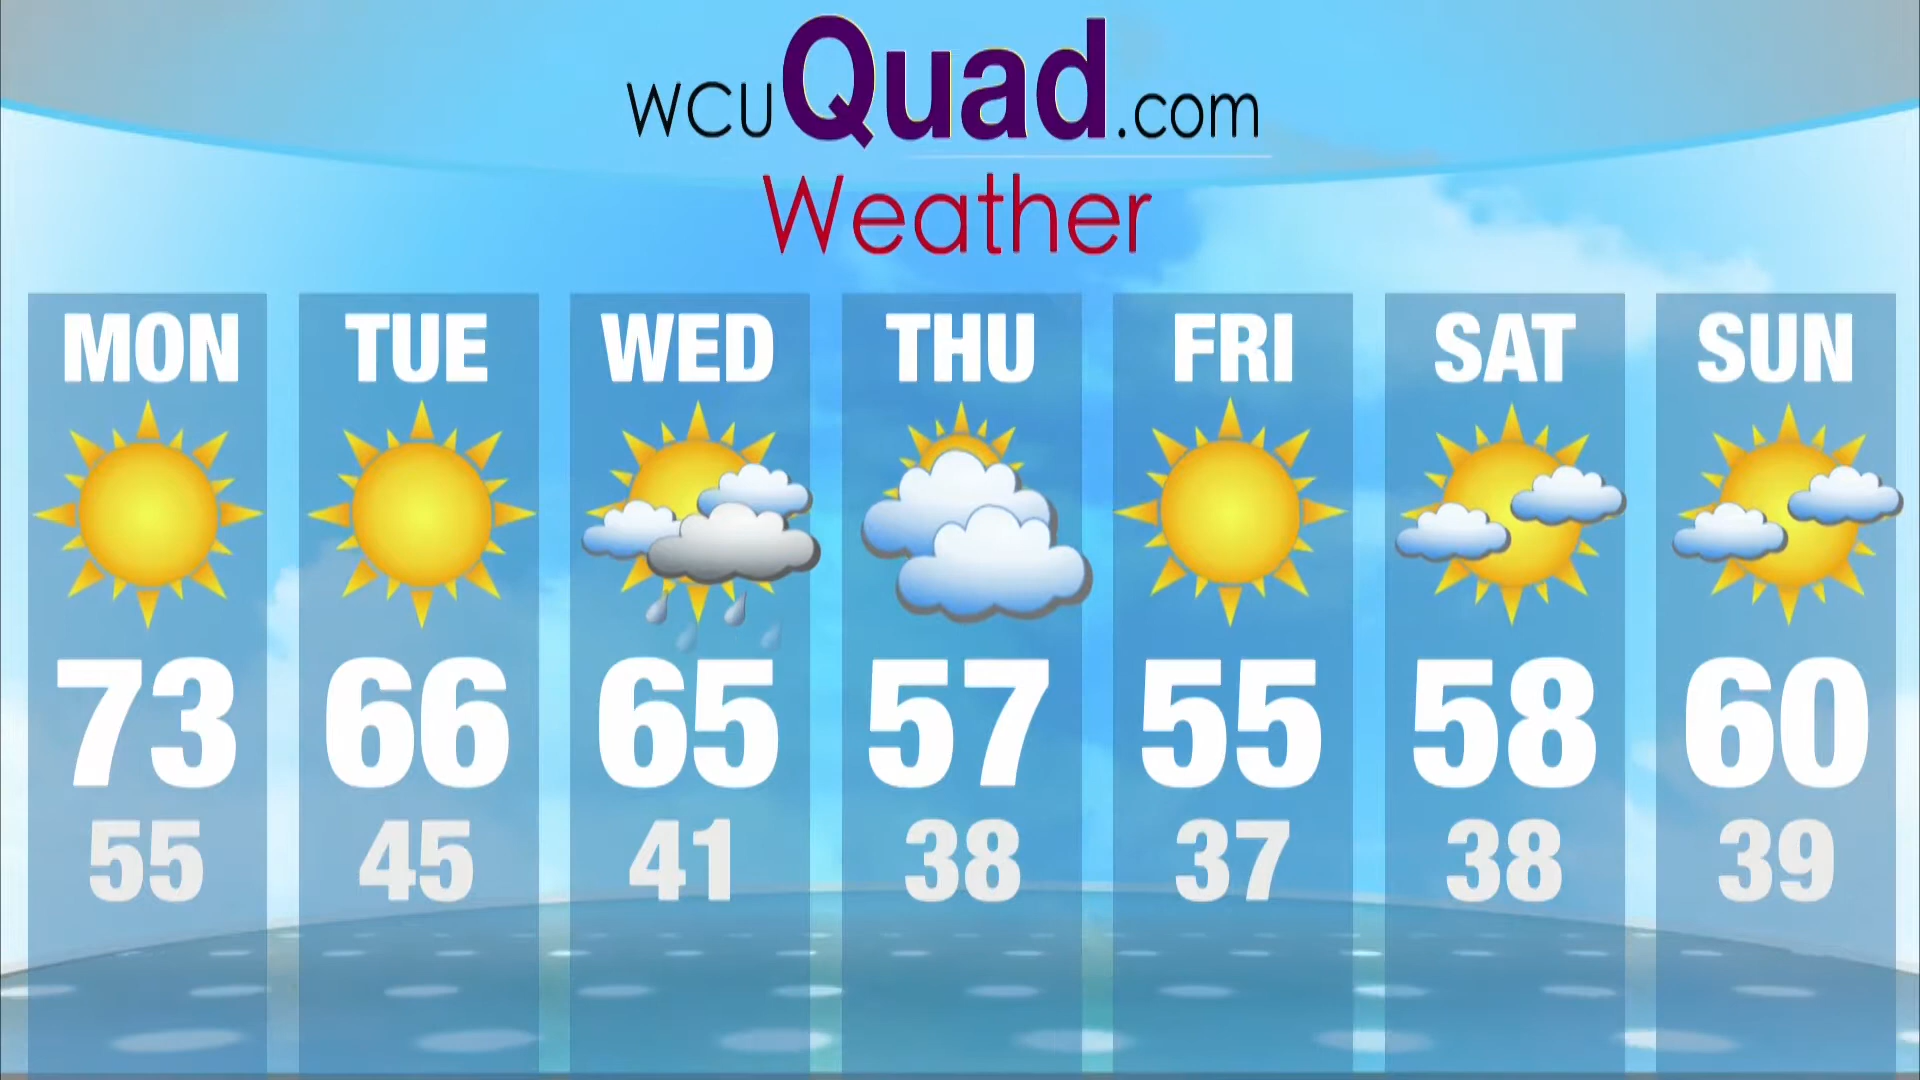 wcuQuad.com
Weather
MON TUE WED THU FRI SAT SUN
73 66 65 57 55 58 60
55 45 41 38 37 38 39